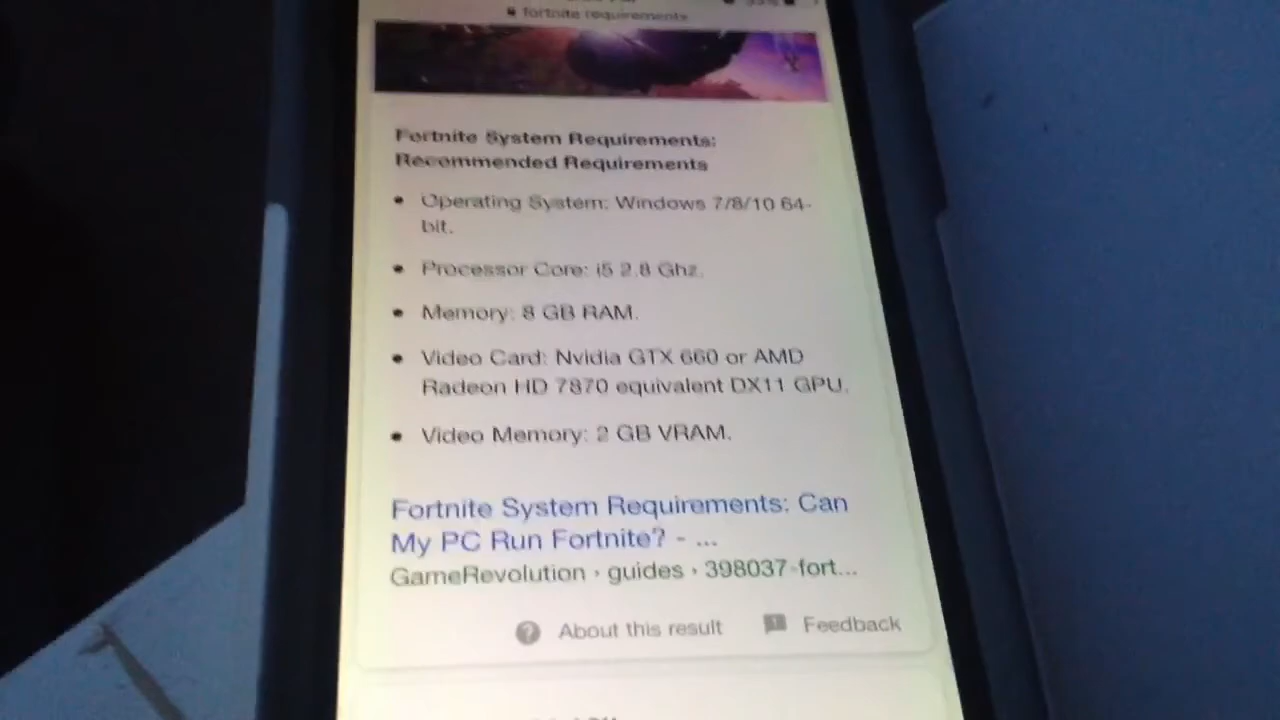 fortnite requirements
Fortnite System Requirements:
Recommended Requirements
• Operating System: Windows 7/8/10 64-
bit.
• Processor Core: i5 2.8 Ghz.
• Memory: 8 GB RAM.
• Video Card: Nvidia GTX 660 or AMD
Radeon HD 7870 equivalent DX11 GPU.
• Video Memory: 2 GB VRAM.
Fortnite System Requirements: Can
My PC Run Fortnite? - ...
GameRevolution › guides › 398037-fort...
About this result Feedback